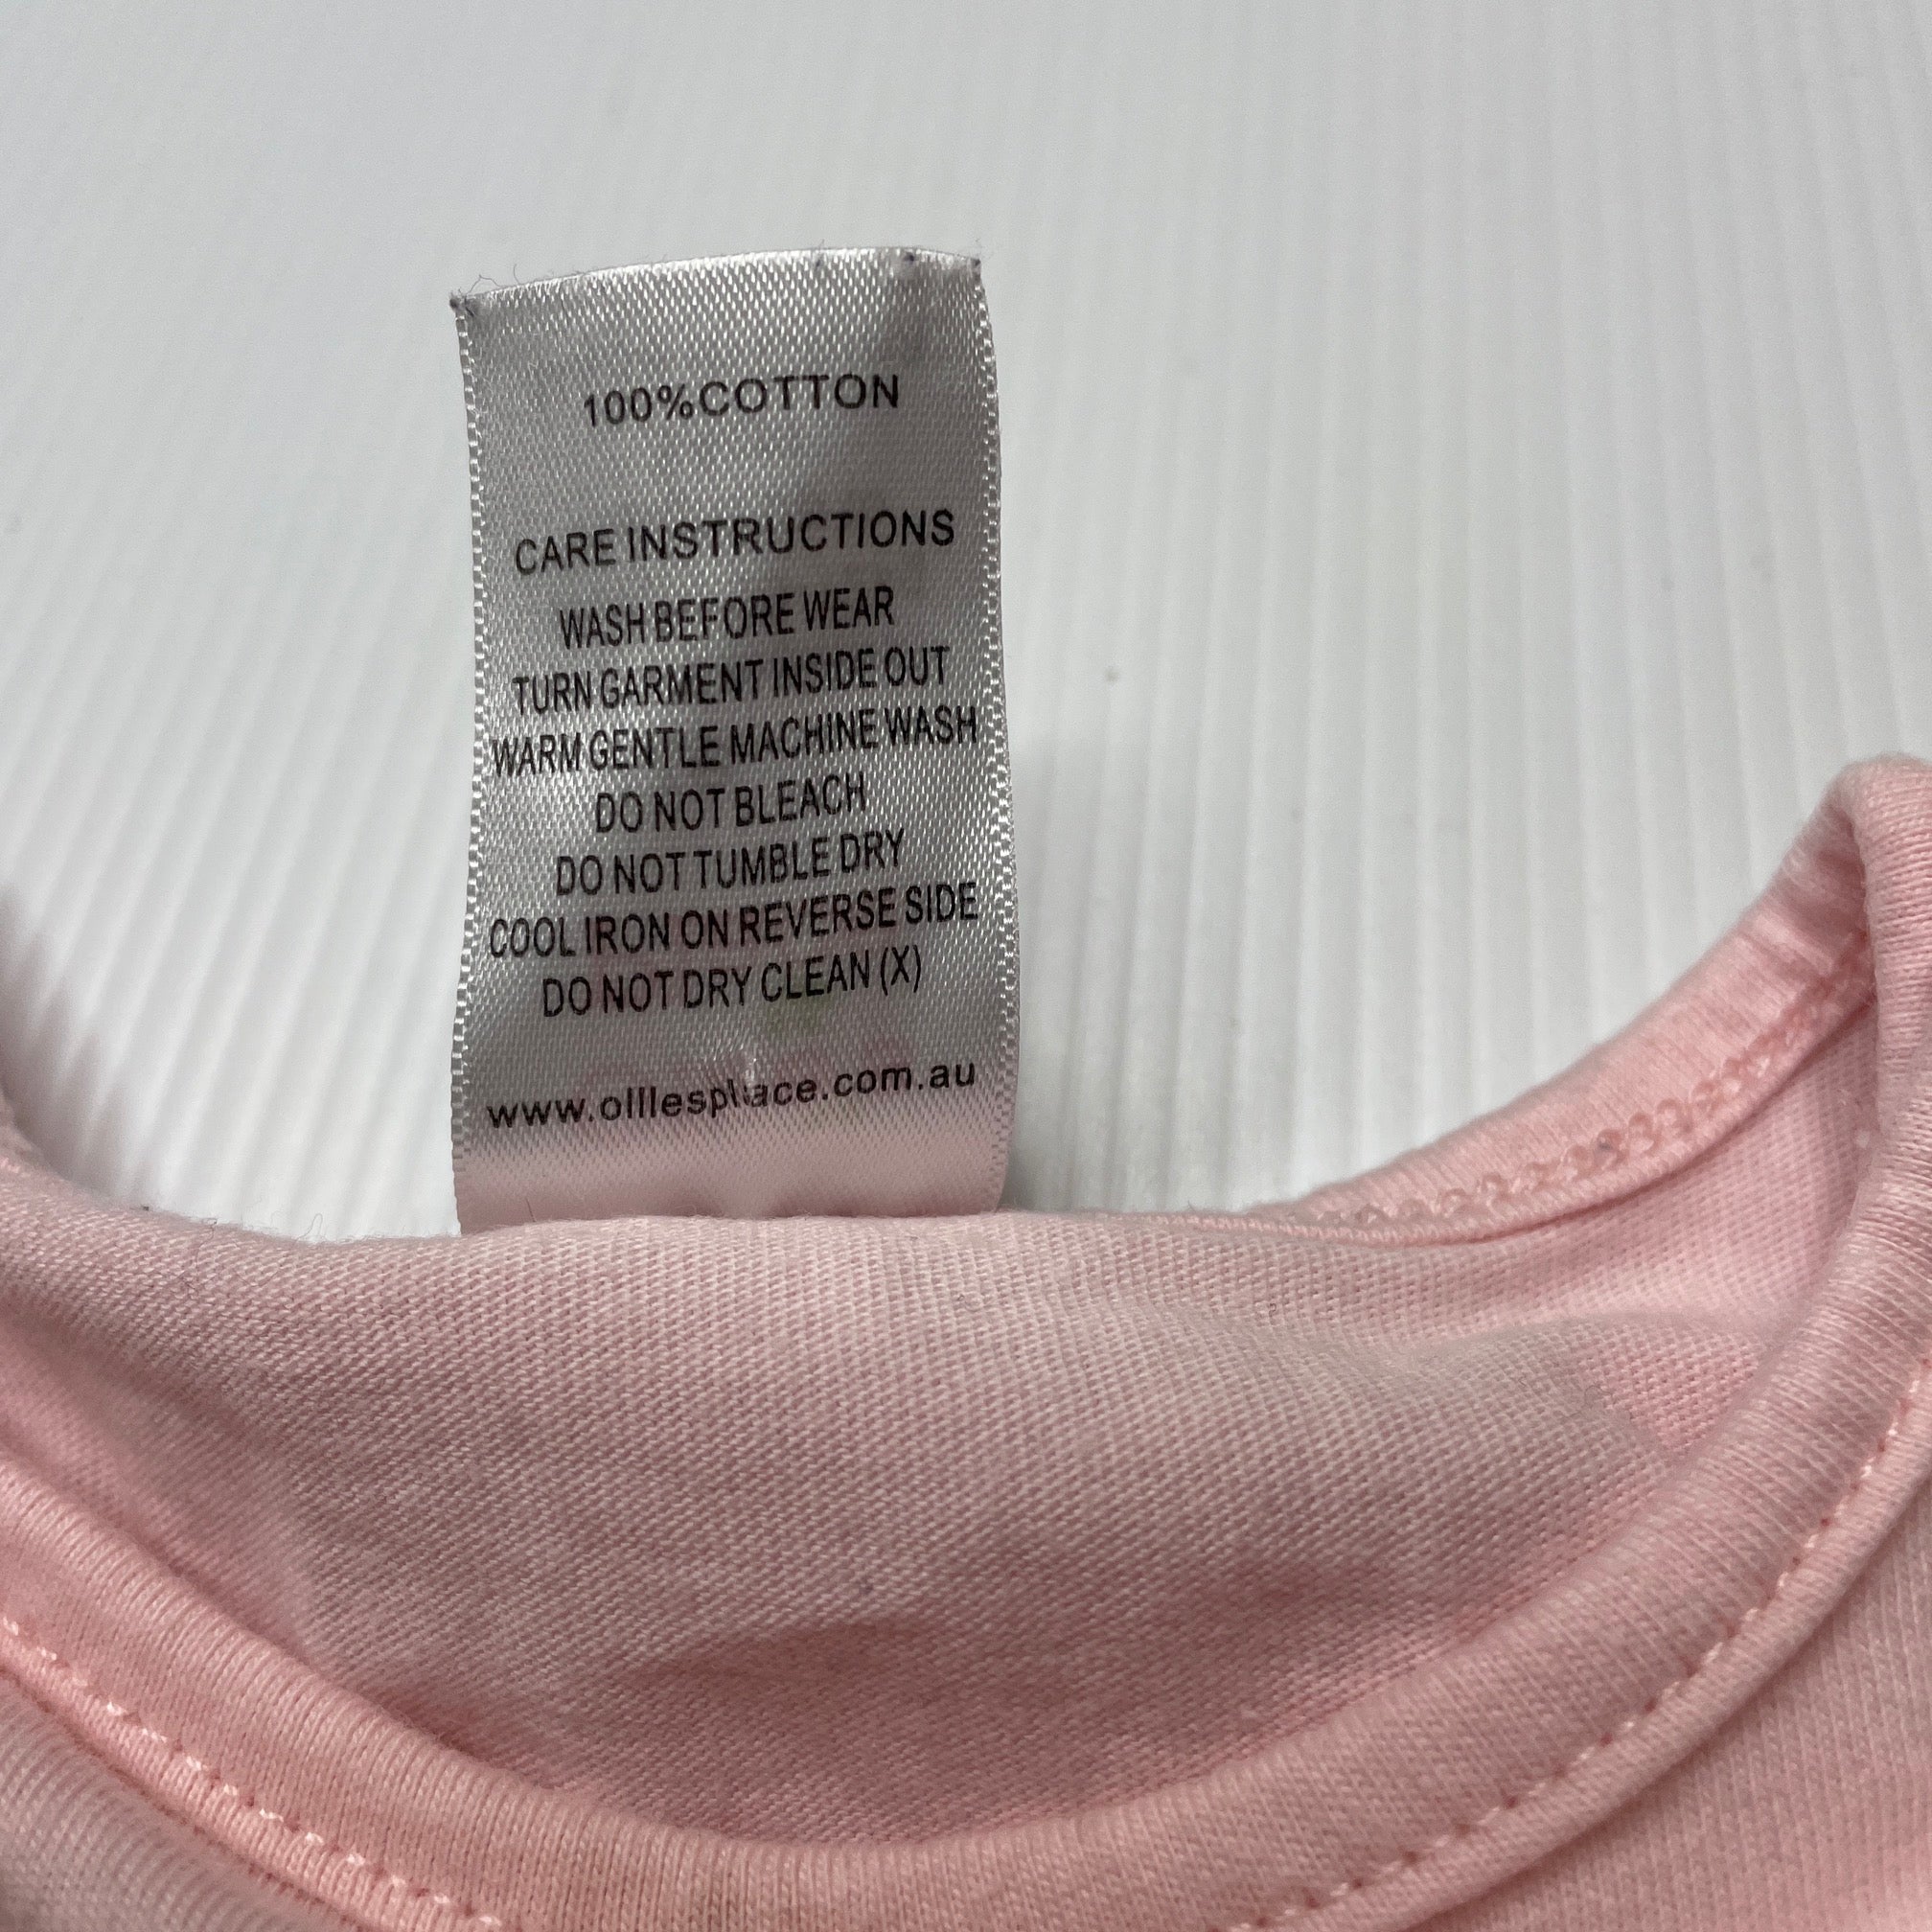 100%COTTON
CARE INSTRUCTIONS
WASH BEFORE WEAR
TURN GARMENT INSIDE OUT
WARM GENTLE MACHINE WASH
DO NOT BLEACH
DO NOT TUMBLE DRY
COOL IRON ON REVERSE SIDE
DO NOT DRY CLEAN (X)
www.olliesplace.com.au